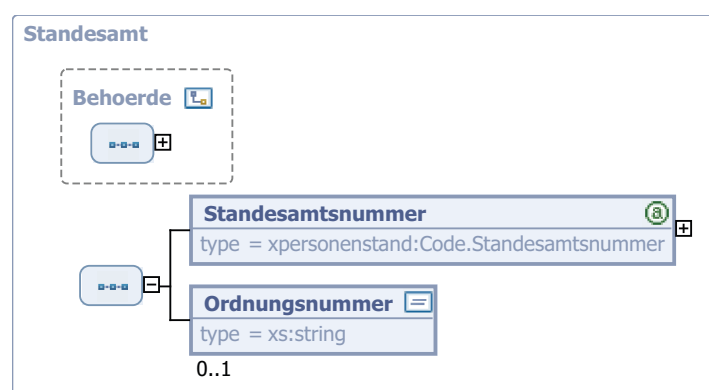 Standesamt
Behoerde
Standesamtsnummer
type = xpersonenstand:Code.Standesamtsnummer
Ordnungsnummer
type = xs:string
0..1